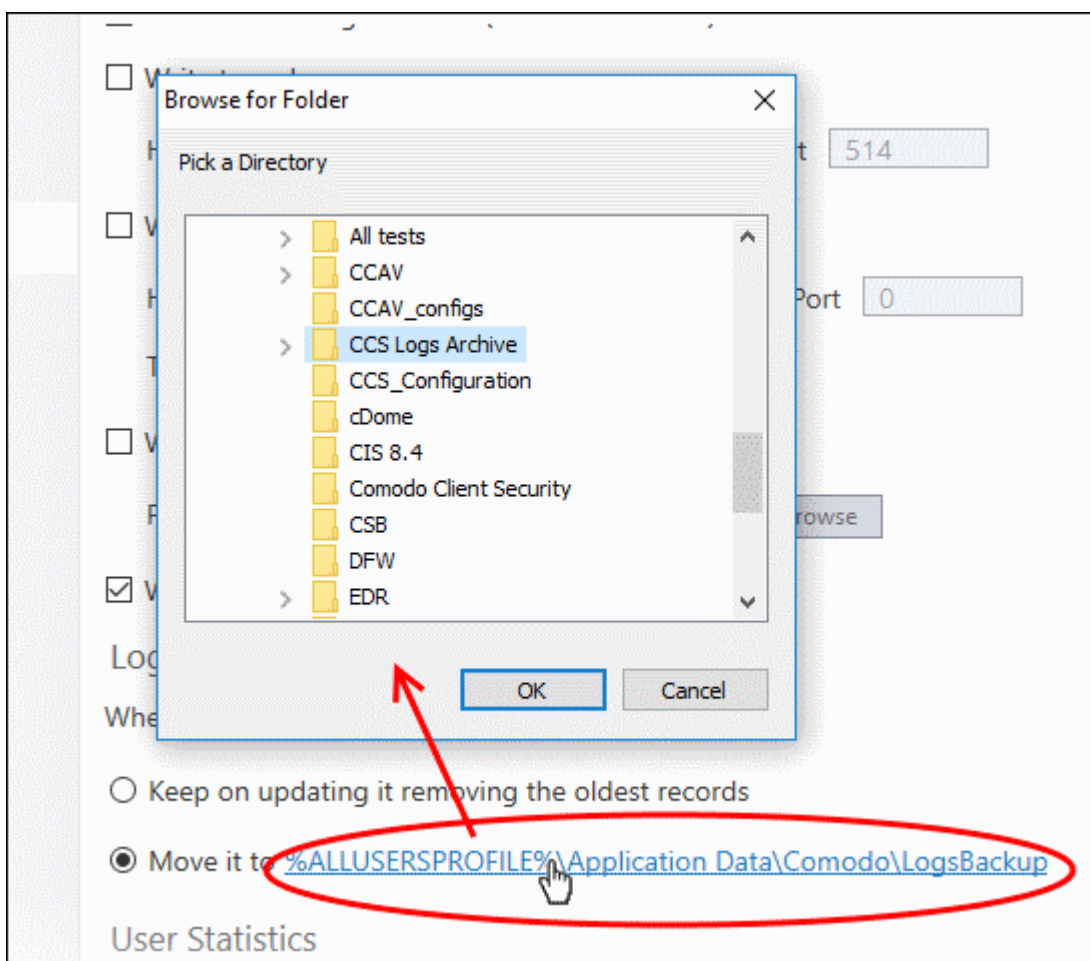 Browse for Folder
Pick a Directory
514
All tests
CCAV
CCAV_configs
Port 0
CCS Logs Archive
CCS_Configuration
cDome
CIS 8.4
Comodo Client Security
CSB
DFW
EDR
OK Cancel
Keep on updating it removing the oldest records
Move it to %ALLUSERSPROFILE%\Application Data\Comodo\LogsBackup
User Statistics